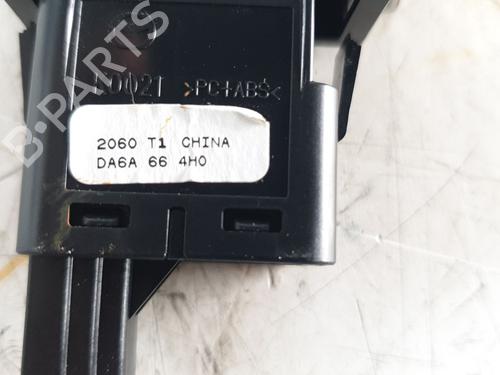 >PC+ABS<
2060 T1 CHINA
DA6A 66 4H0
B-PARTS